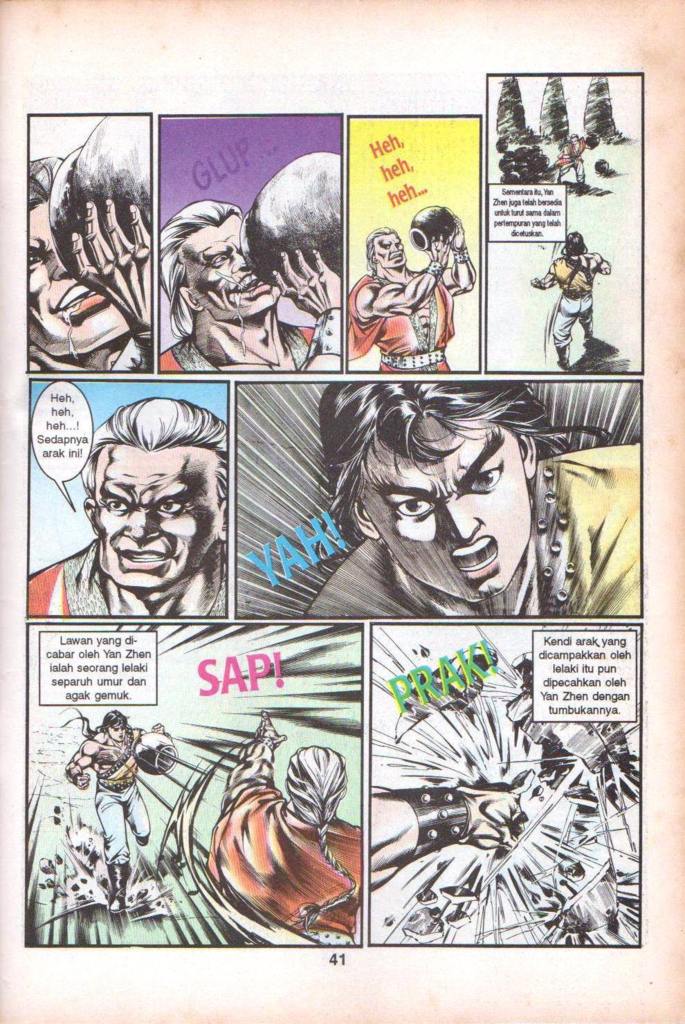 GLUP...
Heh,
heh,
heh...
Sementara itu, Yan
Zhen juga telah bersedia
untuk turut sama dalam
pertempuran yang telah
dicetuskan.
Heh,
heh,
heh...!
Sedapnya
arak ini!
YAH!
Lawan yang di-
cabar oleh Yan Zhen
ialah seorang lelaki
separuh umur dan
agak gemuk.
SAP!
PRAK!
Kendi arak yang
dicampakkan oleh
lelaki itu pun
dipecahkan oleh
Yan Zhen dengan
tumbukannya.
41